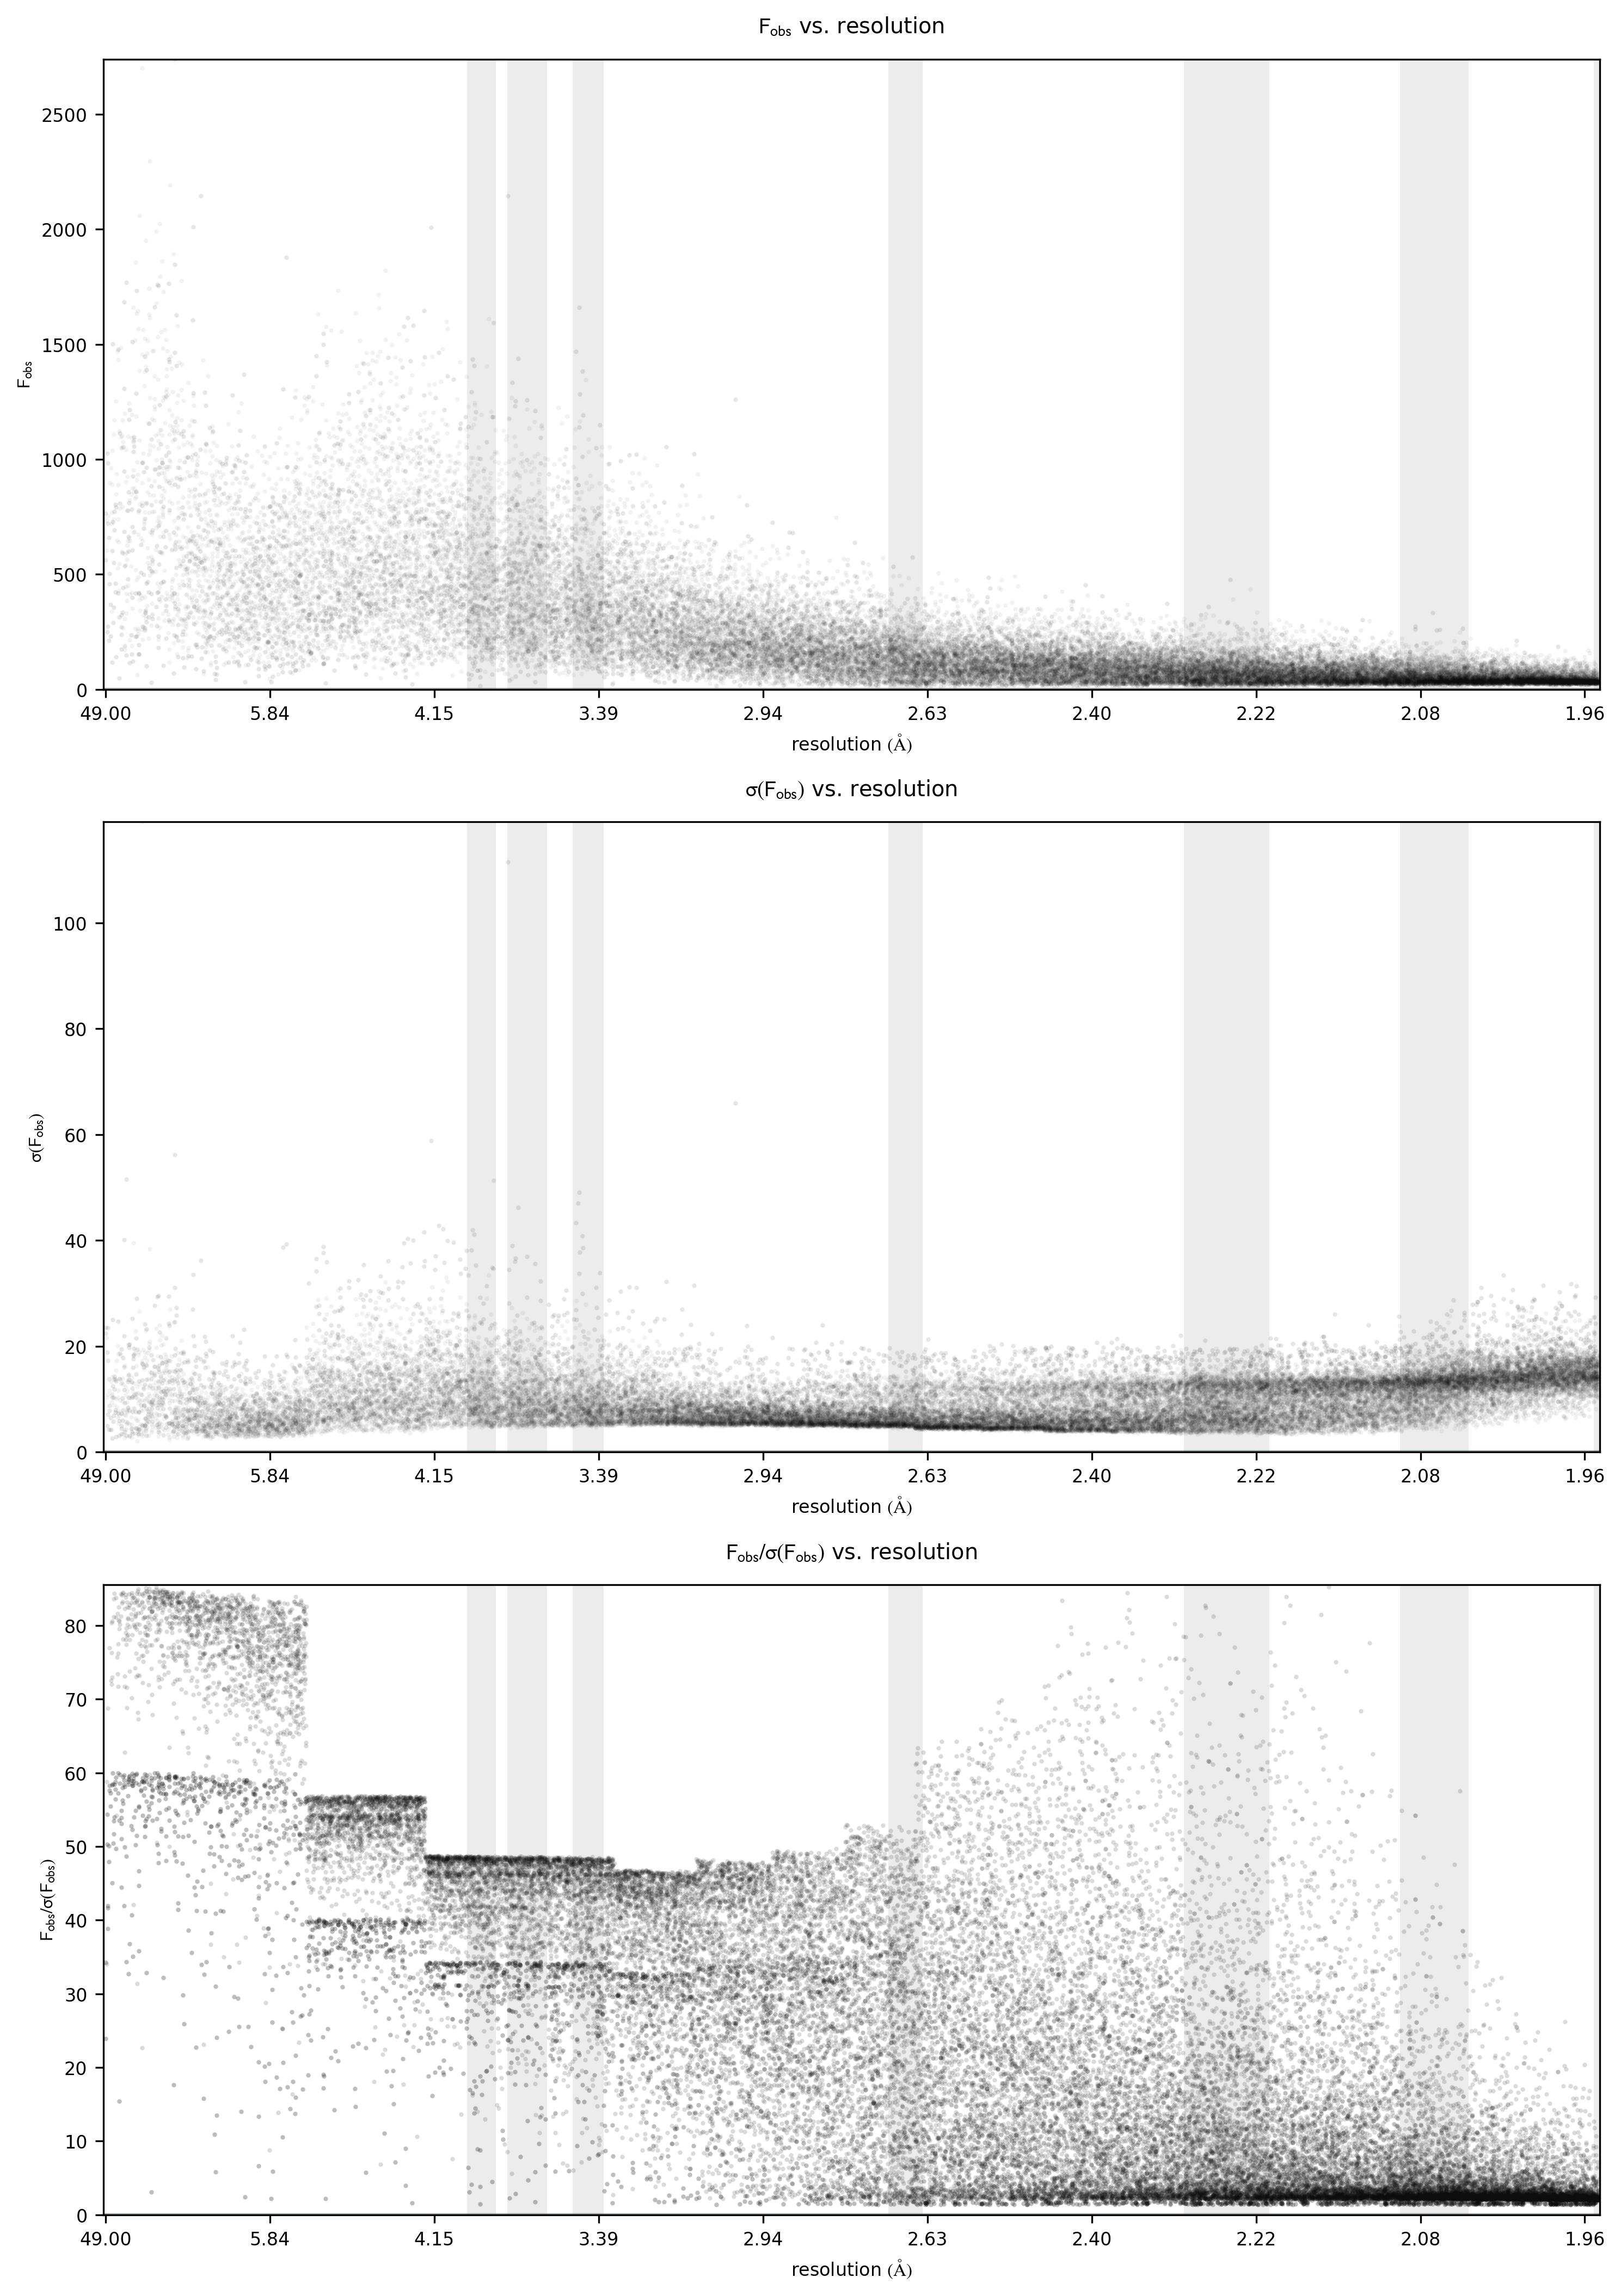 Fobs vs. resolution
2500
2000
1500
1000
500
0
Fobs
49.00 5.84 4.15 3.39 2.94 2.63 2.40 2.22 2.08 1.96
resolution (Å)
σ(Fobs) vs. resolution
100
80
60
40
20
0
σ(Fobs)
49.00 5.84 4.15 3.39 2.94 2.63 2.40 2.22 2.08 1.96
resolution (Å)
Fobs/σ(Fobs) vs. resolution
80
70
60
50
40
30
20
10
0
Fobs/σ(Fobs)
49.00 5.84 4.15 3.39 2.94 2.63 2.40 2.22 2.08 1.96
resolution (Å)